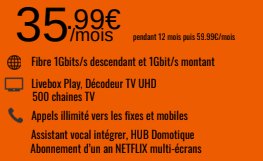 35,99€
/mois
pendant 12 mois puis 59.99€/mois
Fibre 1Gbits/s descendant et 1Gbit/s montant
Livebox Play, Décodeur TV UHD
500 chaines TV
Appels illimité vers les fixes et mobiles
Assistant vocal intégrer, HUB Domotique
Abonnement d'un an NETFLIX multi-écrans